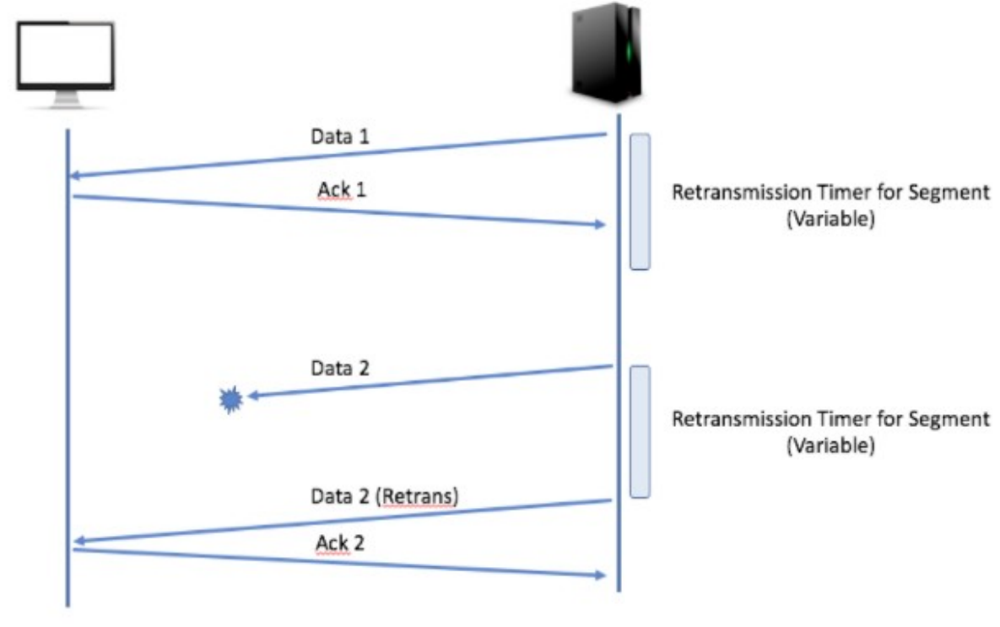 Data 1
Ack 1
Retransmission Timer for Segment
(Variable)
Data 2
Retransmission Timer for Segment
(Variable)
Data 2 (Retrans)
Ack 2